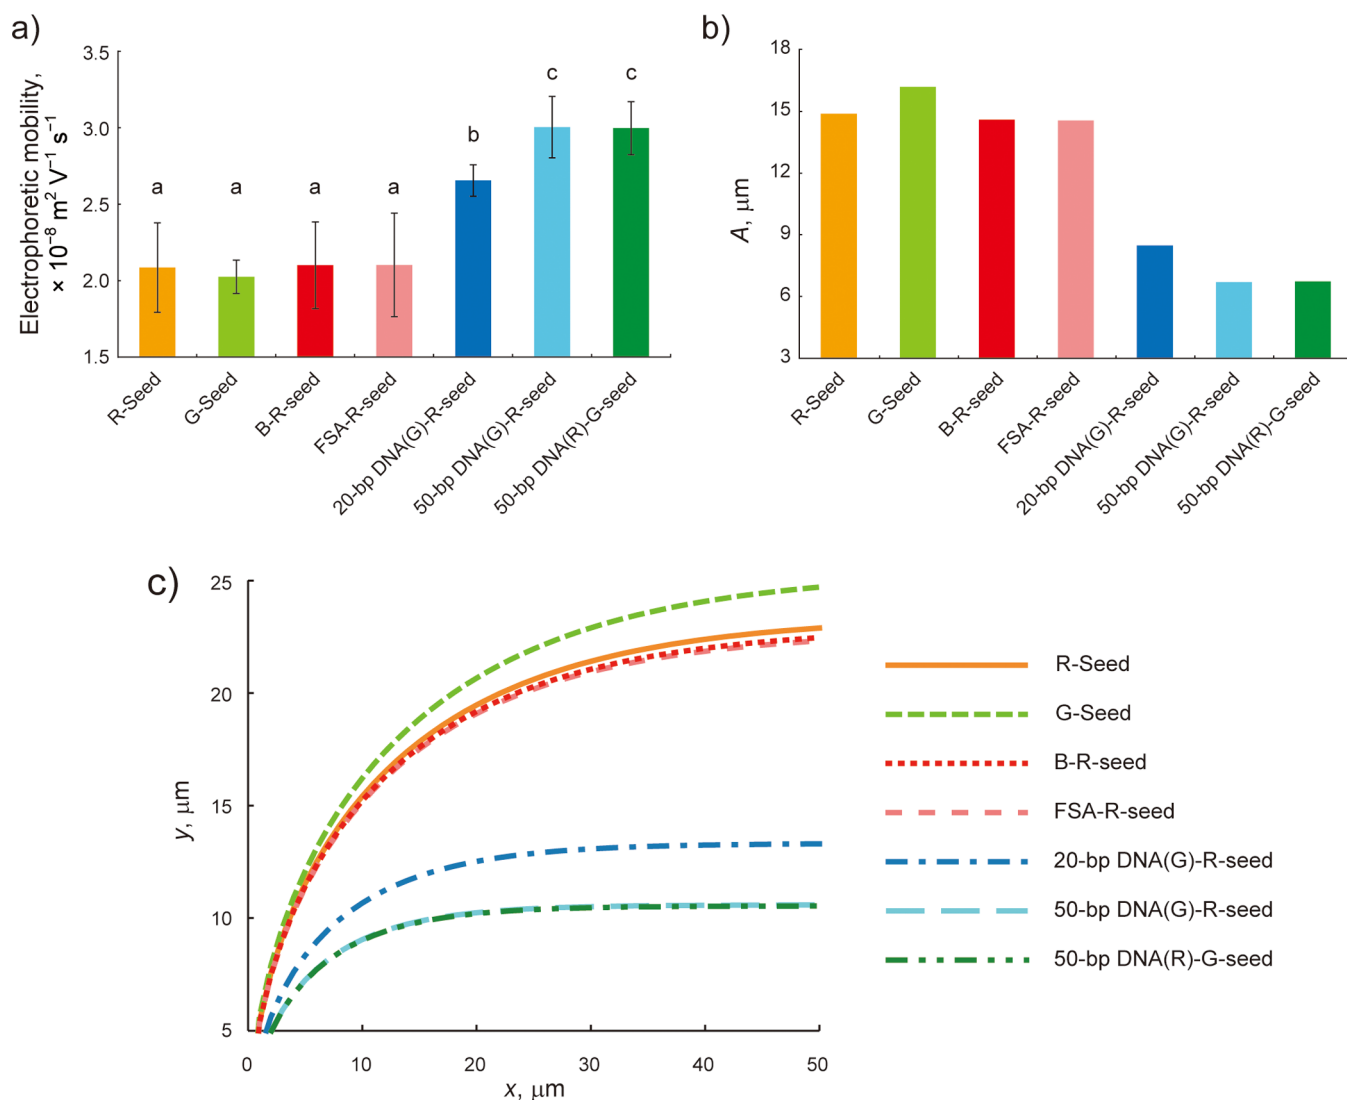 a)
Electrophoretic mobility,
× 10⁻⁸ m² V⁻¹ s⁻¹
3.5
3.0
2.5
2.0
1.5
a
a
a
a
b
c
c
R-Seed
G-Seed
B-R-seed
FSA-R-seed
20-bp DNA(G)-R-seed
50-bp DNA(G)-R-seed
50-bp DNA(R)-G-seed
b)
A, μm
18
15
12
9
6
3
R-Seed
G-Seed
B-R-seed
FSA-R-seed
20-bp DNA(G)-R-seed
50-bp DNA(G)-R-seed
50-bp DNA(R)-G-seed
c)
y, μm
25
20
15
10
5
0
10
20
30
40
50
x, μm
R-Seed
G-Seed
B-R-seed
FSA-R-seed
20-bp DNA(G)-R-seed
50-bp DNA(G)-R-seed
50-bp DNA(R)-G-seed